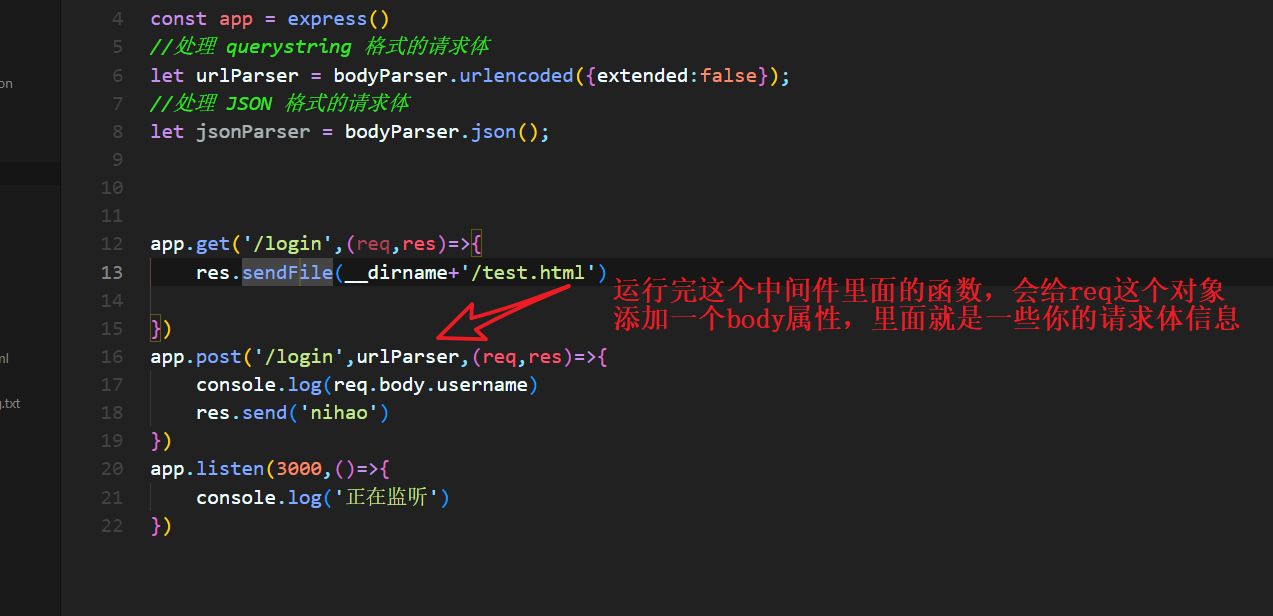 4 const app = express()
5 //处理 querystring 格式的请求体
6 let urlParser = bodyParser.urlencoded({extended:false});
on
7 //处理 JSON 格式的请求体
8 let jsonParser = bodyParser.json();
9
10
11
12 app.get('/login',(req,res)=>{
13 res.sendFile(__dirname+'/test.html')
运行完这个中间件里面的函数，会给req这个对象
14
添加一个body属性，里面就是一些你的请求体信息
15 })
16 app.post('/login',urlParser,(req,res)=>{
ml
17 console.log(req.body.username)
g.txt
18 res.send('nihao')
19 })
20 app.listen(3000,()=>{
21 console.log('正在监听')
22 })